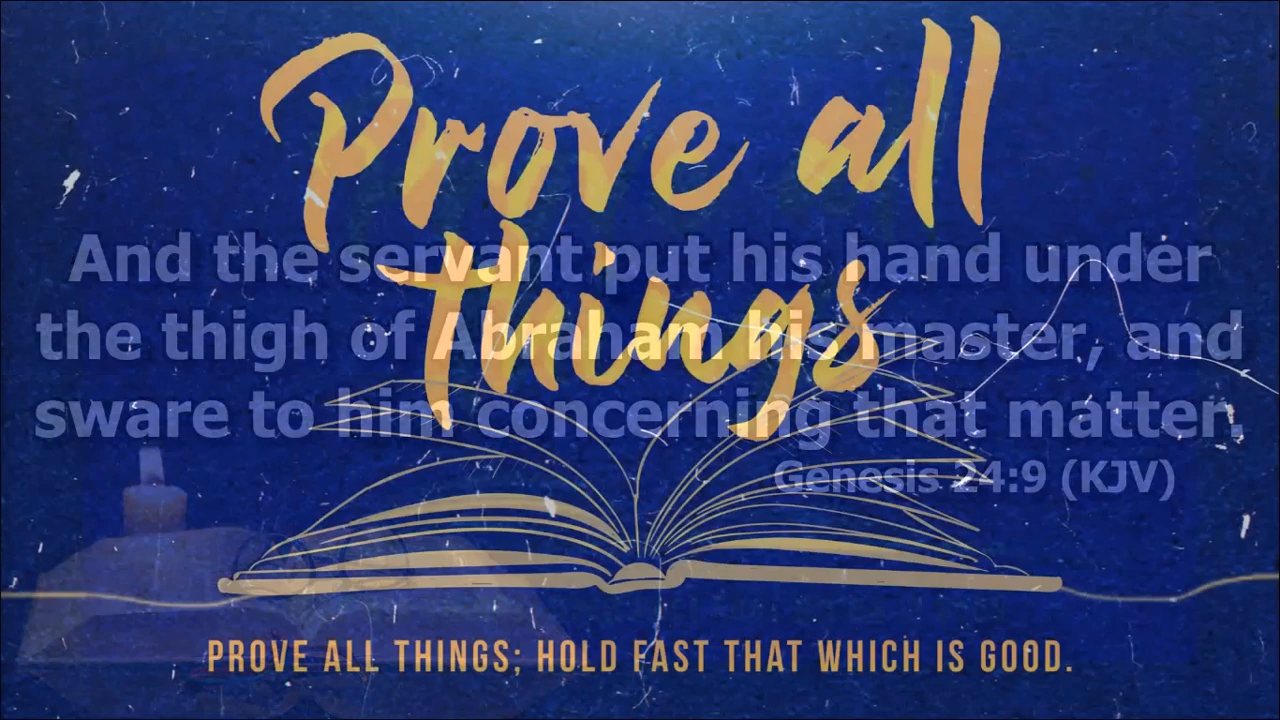 Prove all
things
And the servant put his hand under
the thigh of Abraham his master, and
sware to him concerning that matter.
Genesis 24:9 (KJV)
PROVE ALL THINGS; HOLD FAST THAT WHICH IS GOOD.